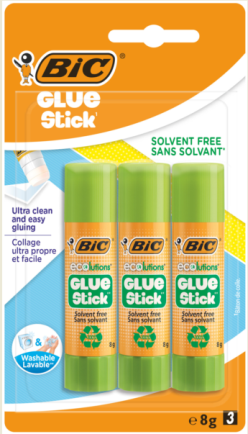 BIC
GLUE
Stick
SOLVENT FREE
SANS SOLVANT*
Ultra clean
and easy
gluing
Collage
ultra propre
et facile
&
Washable
Lavable
BIC
ecolutions
GLUE
Stick
Solvent free
Sans solvant
8g
BIC
ecolutions
GLUE
Stick
Solvent free
Sans solvant
8g
BIC
ecolutions
GLUE
Stick
Solvent free
Sans solvant
8g
e 8g 3